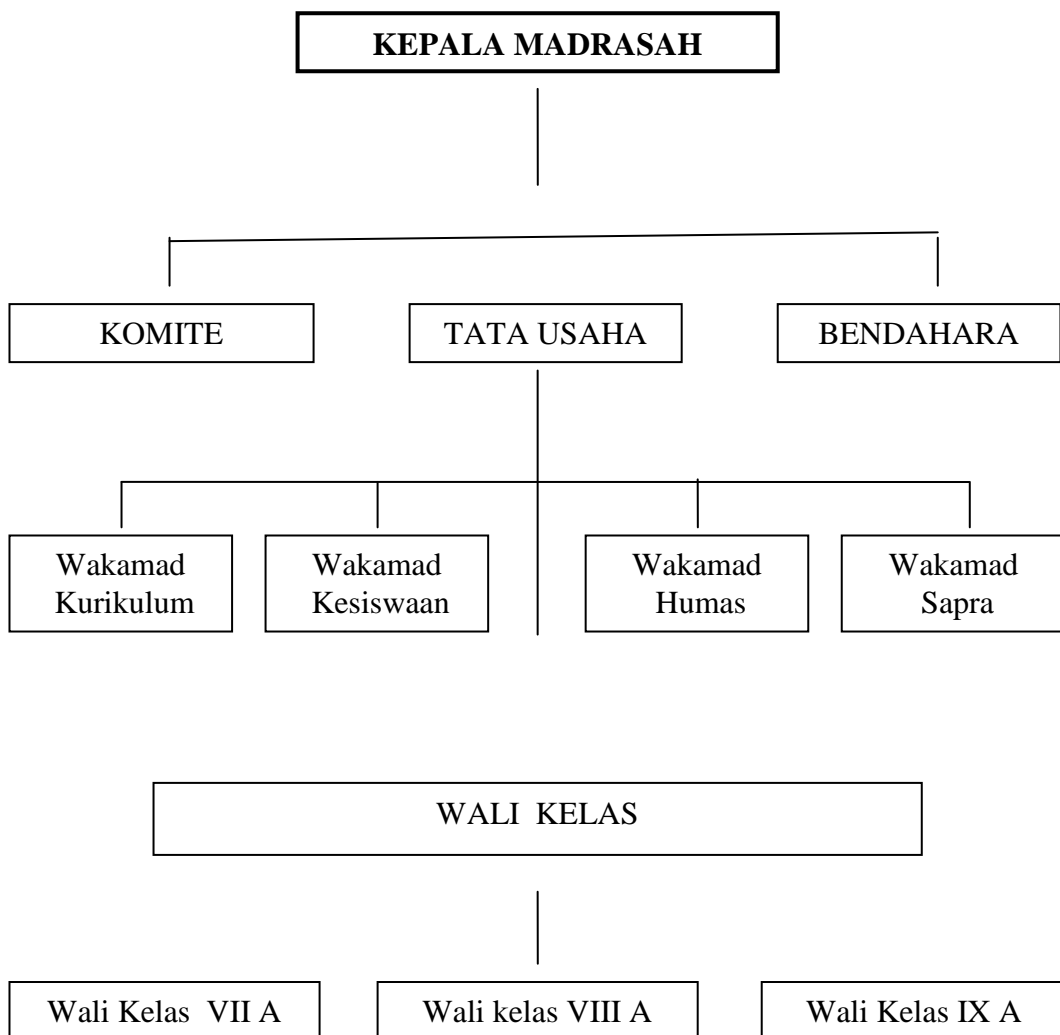 KEPALA MADRASAH
KOMITE
TATA USAHA
BENDAHARA
Wakamad
Kurikulum
Wakamad
Kesiswaan
Wakamad
Humas
Wakamad
Sapra
WALI  KELAS
Wali Kelas  VII A
Wali kelas VIII A
Wali Kelas IX A